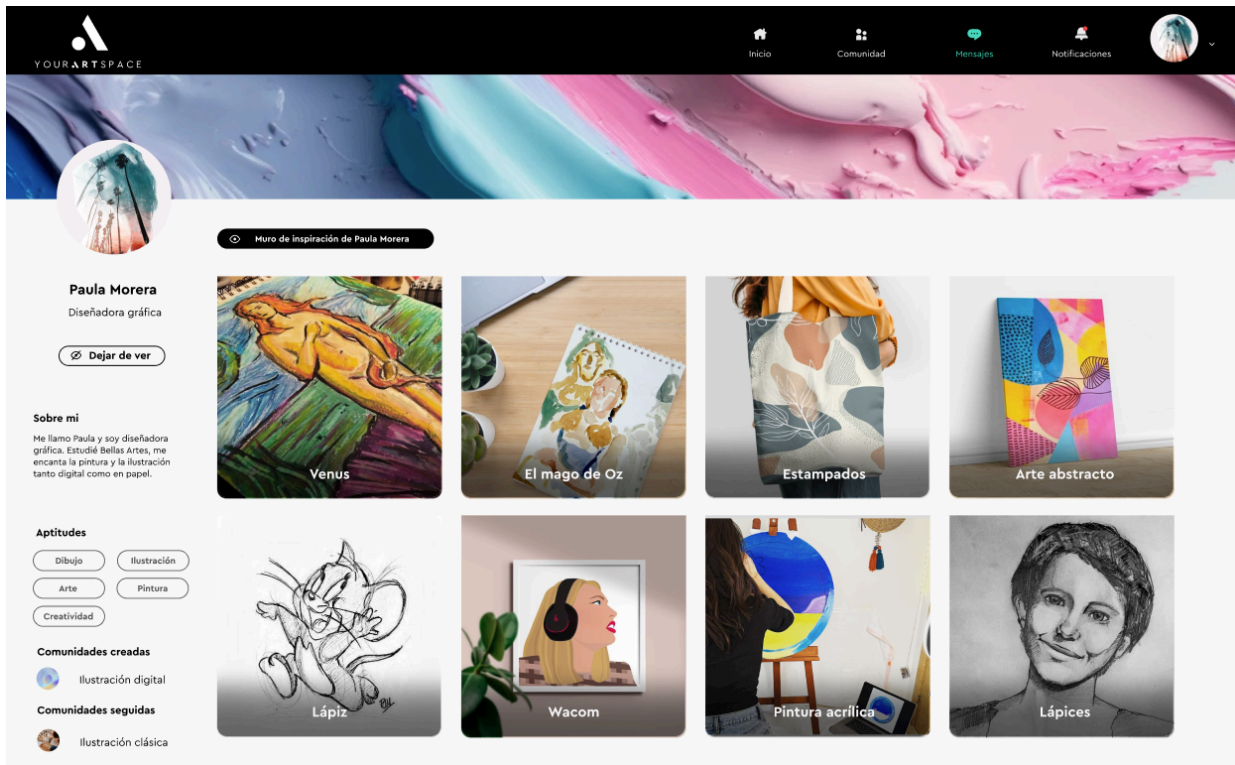 YOURARTSPACE
Inicio
Comunidad
Mensajes
Notificaciones
Muro de inspiración de Paula Morera
Paula Morera
Diseñadora gráfica
Dejar de ver
Sobre mi
Me llamo Paula y soy diseñadora
gráfica. Estudié Bellas Artes, me
encanta la pintura y la ilustración
tanto digital como en papel.
Aptitudes
Dibujo
Ilustración
Arte
Pintura
Creatividad
Comunidades creadas
Ilustración digital
Comunidades seguidas
Ilustración clásica
Venus
El mago de Oz
Estampados
Arte abstracto
Lápiz
Wacom
Pintura acrílica
Lápices